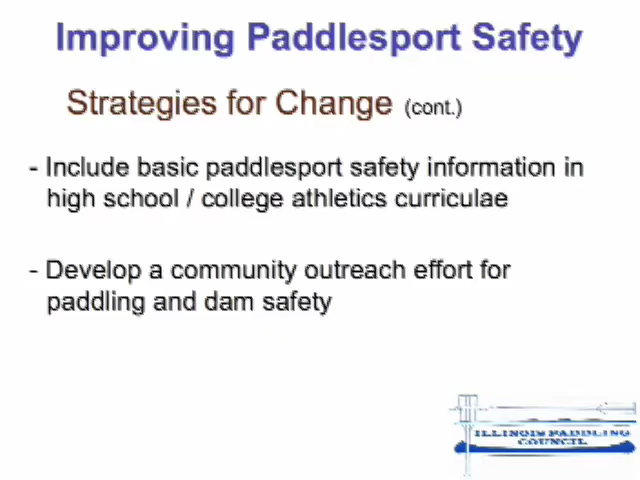 Improving Paddlesport Safety
Strategies for Change (cont.)
- Include basic paddlesport safety information in
high school / college athletics curriculae
- Develop a community outreach effort for
paddling and dam safety
ILLINOIS PADDLING
COUNCIL